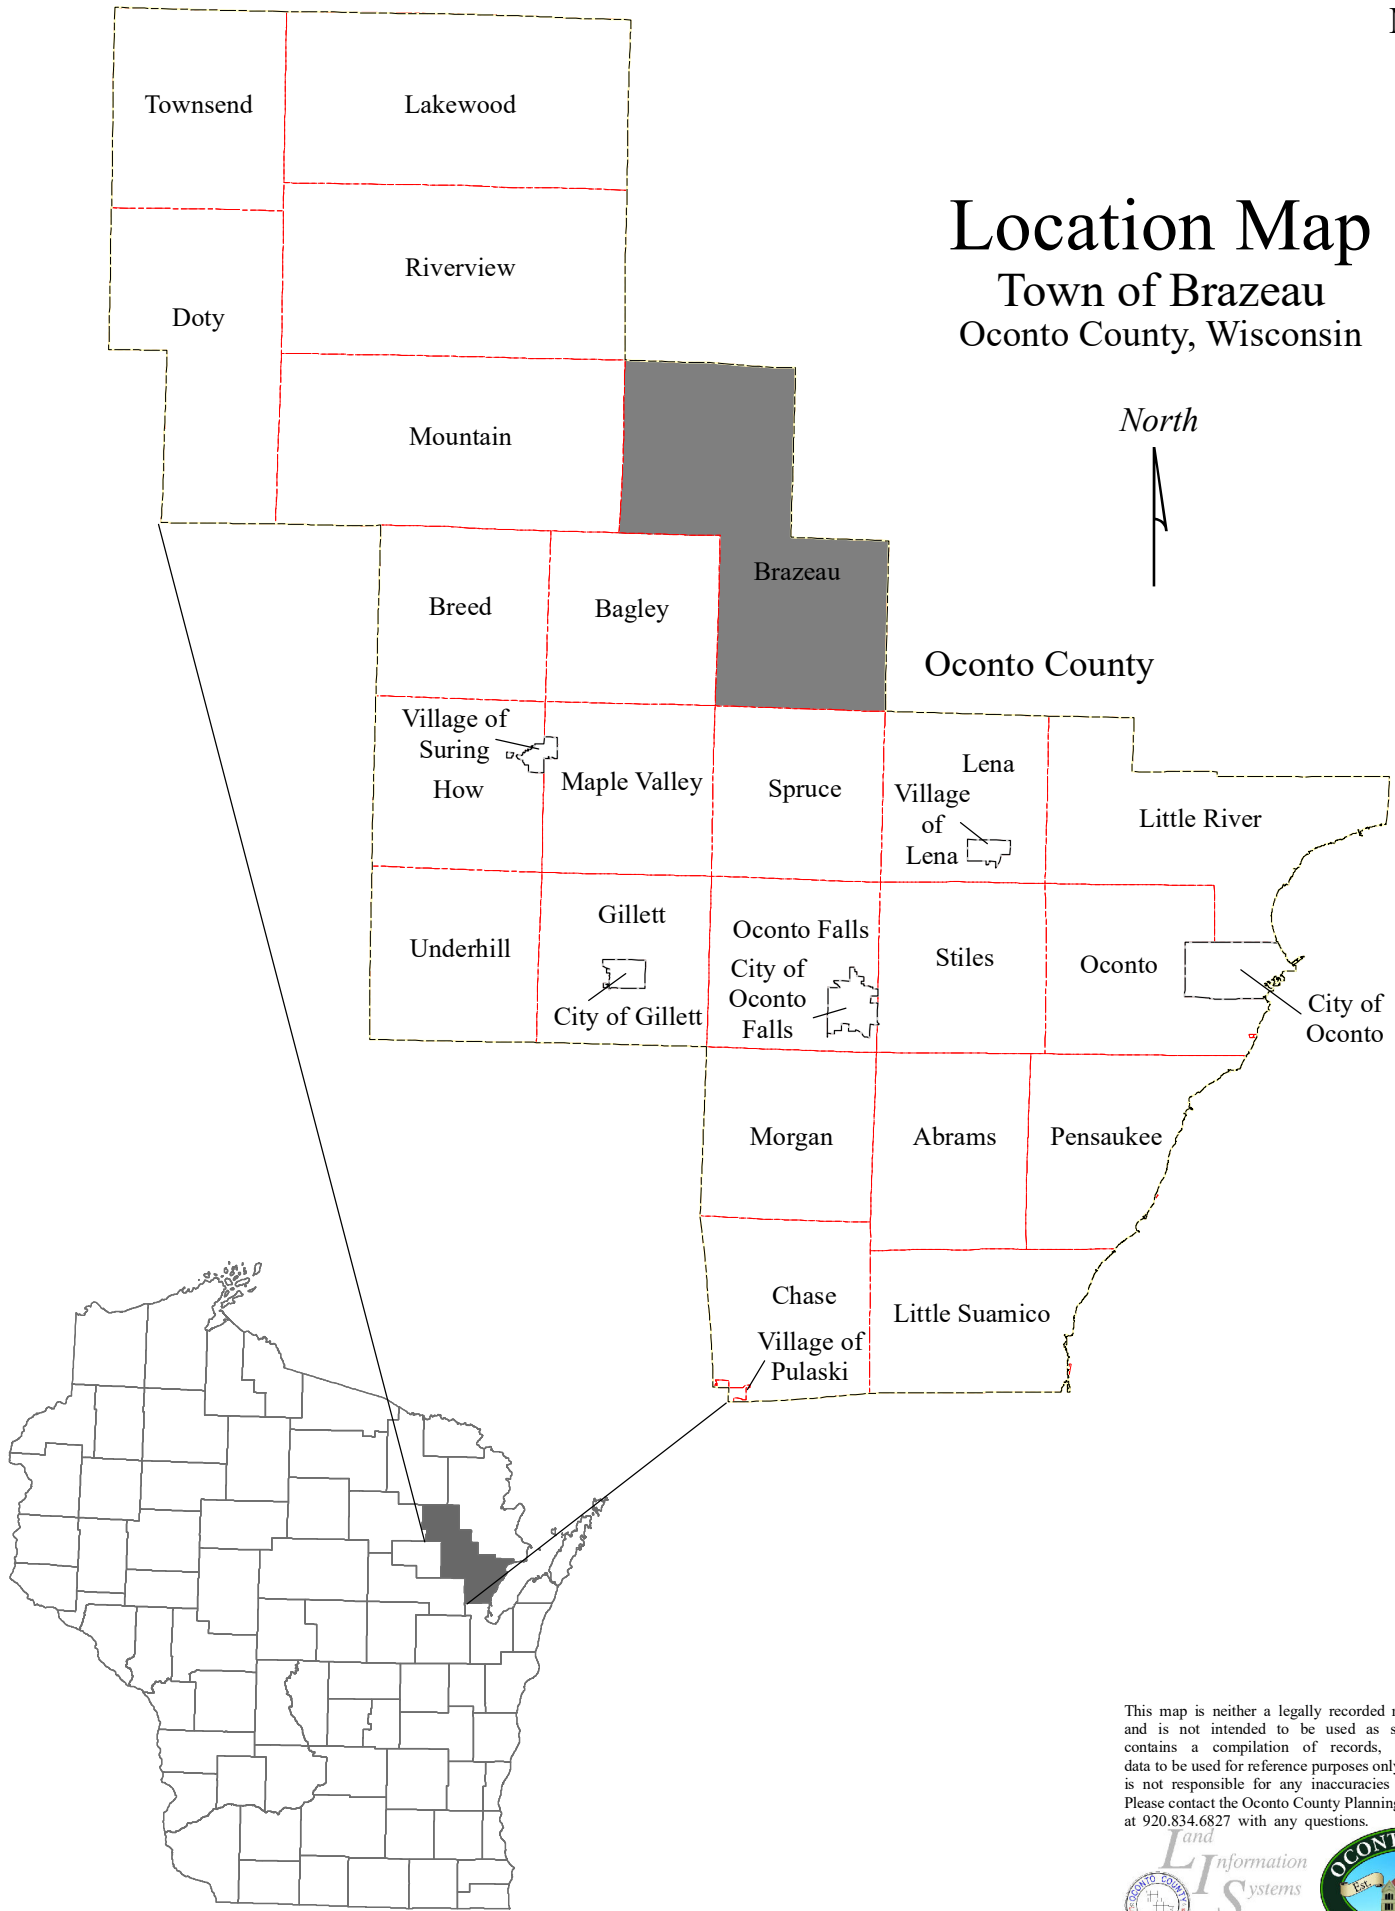 Location Map
Town of Brazeau
Oconto County, Wisconsin
North
Townsend
Lakewood
Riverview
Doty
Mountain
Brazeau
Breed
Bagley
Oconto County
Village of
Suring
How
Maple Valley
Spruce
Lena
Village
of
Lena
Little River
Underhill
Gillett
City of Gillett
Oconto Falls
City of
Oconto
Falls
Stiles
Oconto
City of
Oconto
Morgan
Abrams
Pensaukee
Chase
Village of
Pulaski
Little Suamico
This map is neither a legally recorded
and is not intended to be used as
contains a compilation of records,
data to be used for reference purposes only
is not responsible for any inaccuracies
Please contact the Oconto County Planning
at 920.834.6827 with any questions.
Land
Information
Systems
OCONTO COUNTY
OCONT
Est.